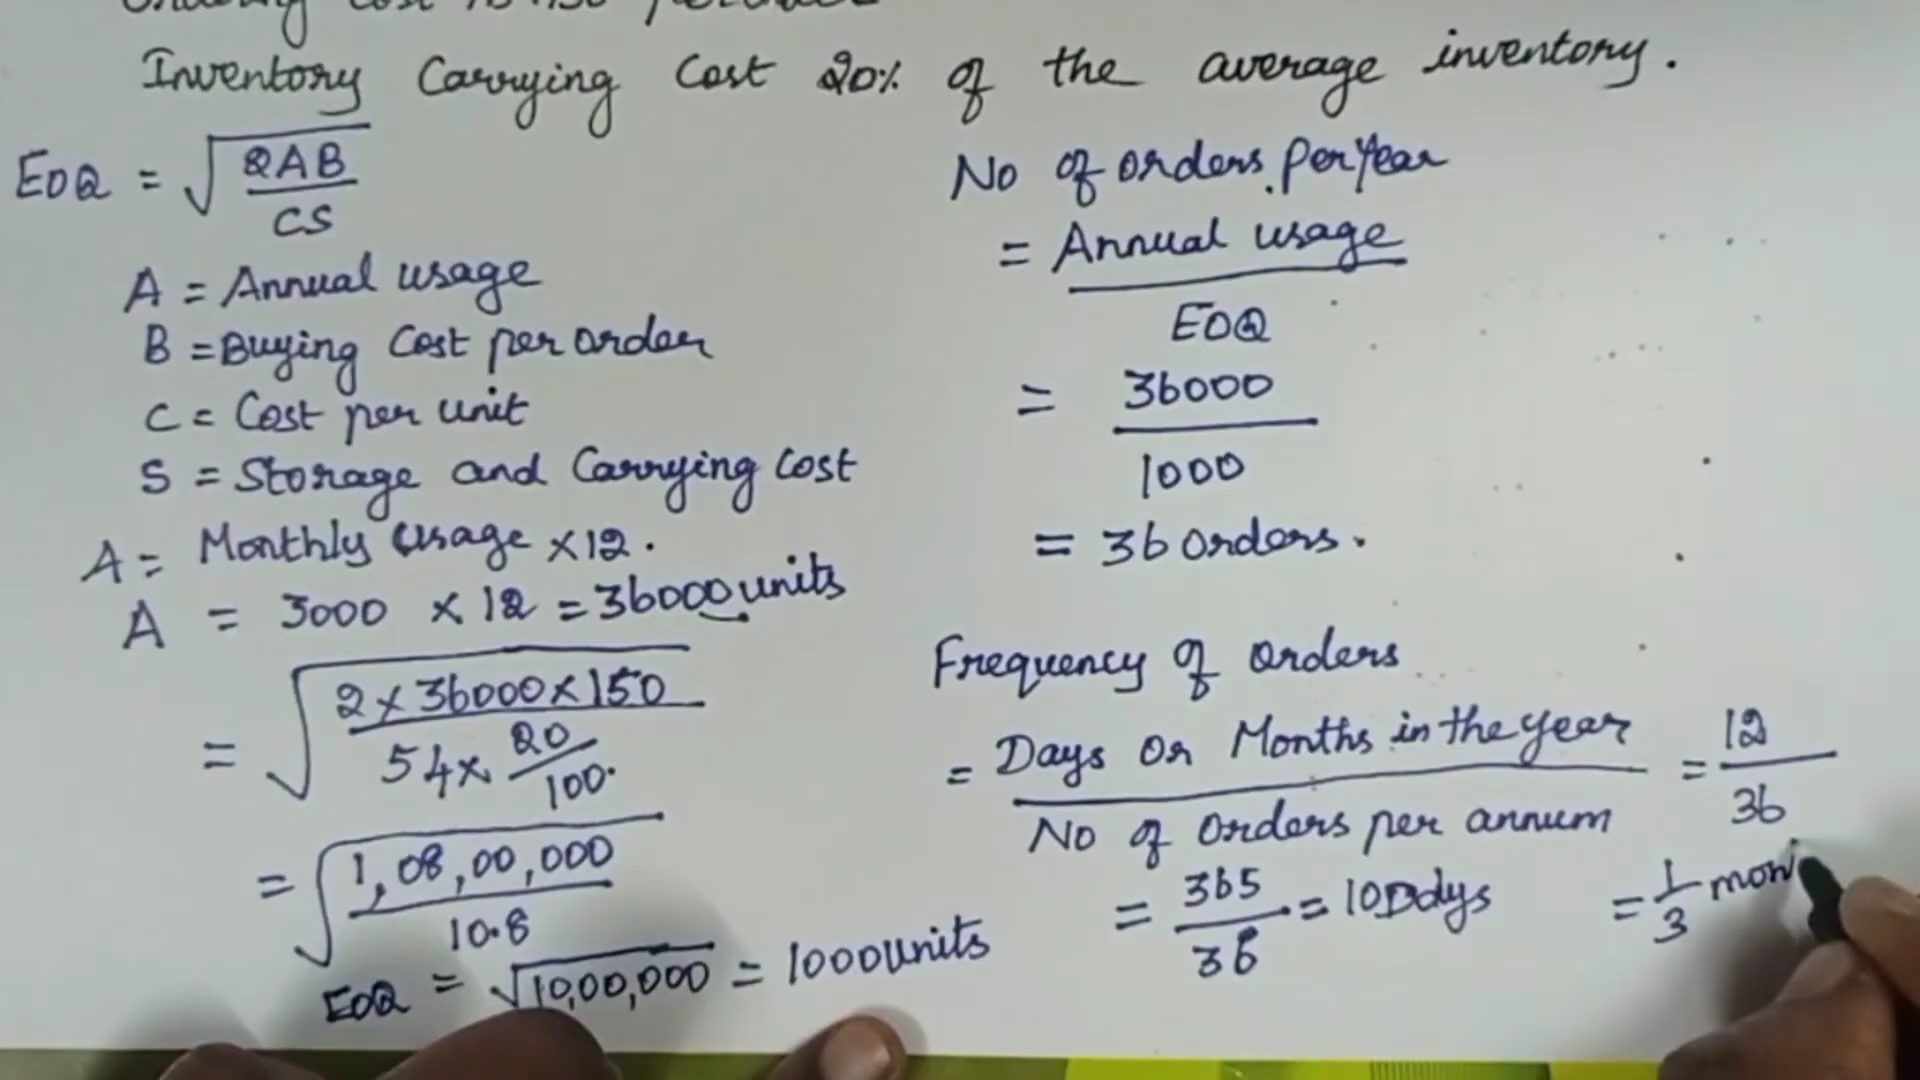 Inventory Carrying Cost 20% of the average inventory.
EOQ = √ 2AB / CS
A = Annual usage
B = Buying Cost per order
C = Cost per unit
S = Storage and Carrying cost
A = Monthly usage ×12.
A = 3000 × 12 = 36000 units
= √ 2 × 36000 × 150 / 54 × 20/100.
= √ 1,08,00,000 / 10.8
EOQ = √10,00,000 = 1000 units
No of orders Per Year
= Annual usage
EOQ
= 36000
1000
= 36 orders.
Frequency of orders
= Days Or Months in the year / No of Orders per annum = 12 / 36
= 365 / 36 = 10 Days = 1/3 mon